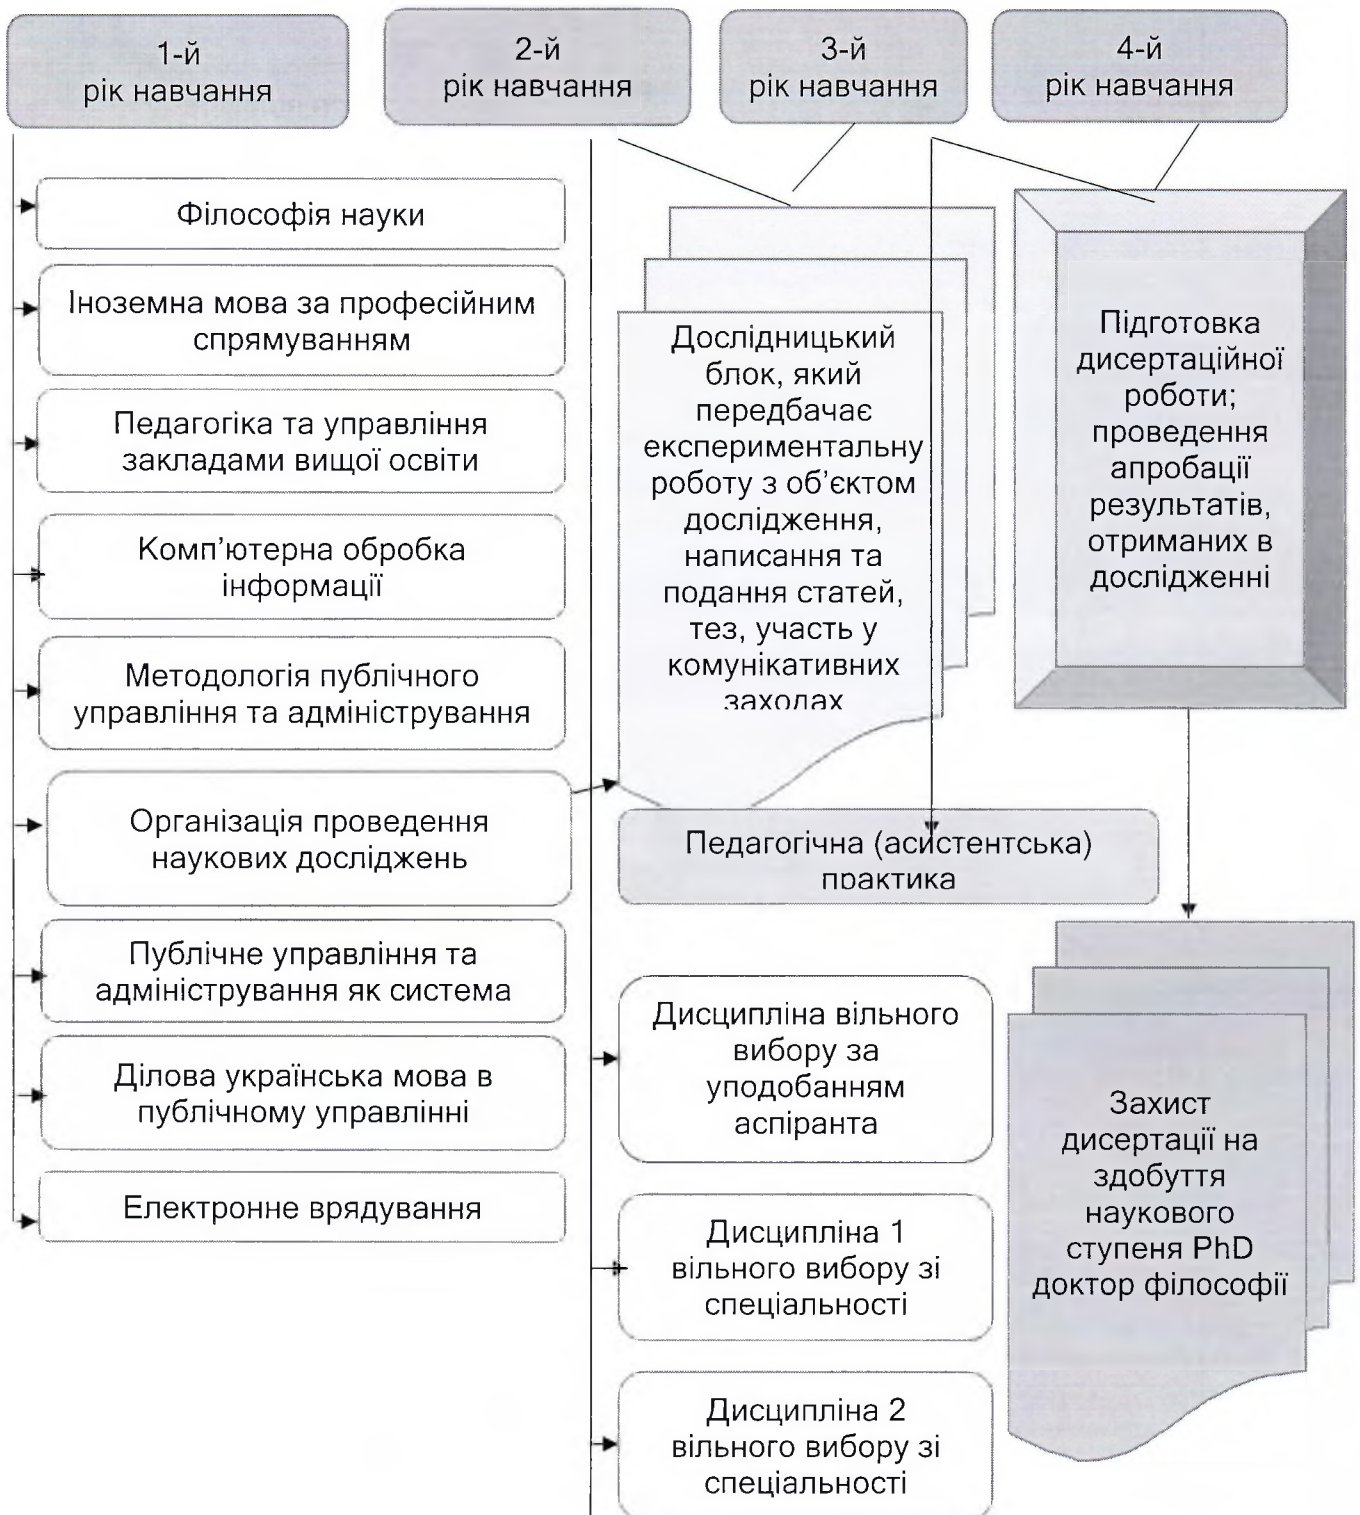 1-й
рік навчання
2-й
рік навчання
3-й
рік навчання
4-й
рік навчання
Філософія науки
Іноземна мова за професійним
спрямуванням
Педагогіка та управління
закладами вищої освіти
Комп’ютерна обробка
інформації
Методологія публічного
управління та адміністрування
Організація проведення
наукових досліджень
Публічне управління та
адміністрування як система
Ділова українська мова в
публічному управлінні
Електронне врядування
Дослідницький
блок, який
передбачає
експериментальну
роботу з об’єктом
дослідження,
написання та
подання статей,
тез, участь у
комунікативних
заходах
Педагогічна (асистентська)
практика
Дисципліна вільного
вибору за
уподобанням
аспіранта
Дисципліна 1
вільного вибору зі
спеціальності
Дисципліна 2
вільного вибору зі
спеціальності
Підготовка
дисертаційної
роботи;
проведення
апробації
результатів,
отриманих в
дослідженні
Захист
дисертації на
здобуття
наукового
ступеня PhD
доктор філософії